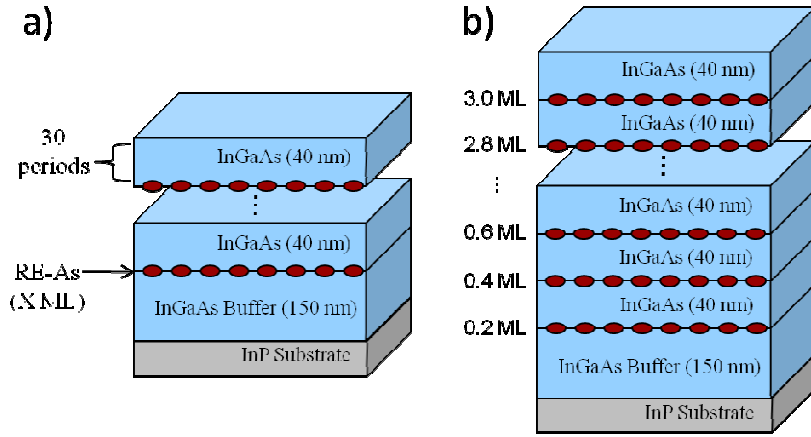 a)
30
periods
InGaAs (40 nm)
InGaAs (40 nm)
RE-As
(X ML)
InGaAs Buffer (150 nm)
InP Substrate
b)
InGaAs (40 nm)
3.0 ML
InGaAs (40 nm)
2.8 ML
InGaAs (40 nm)
0.6 ML
InGaAs (40 nm)
0.4 ML
InGaAs (40 nm)
0.2 ML
InGaAs Buffer (150 nm)
InP Substrate